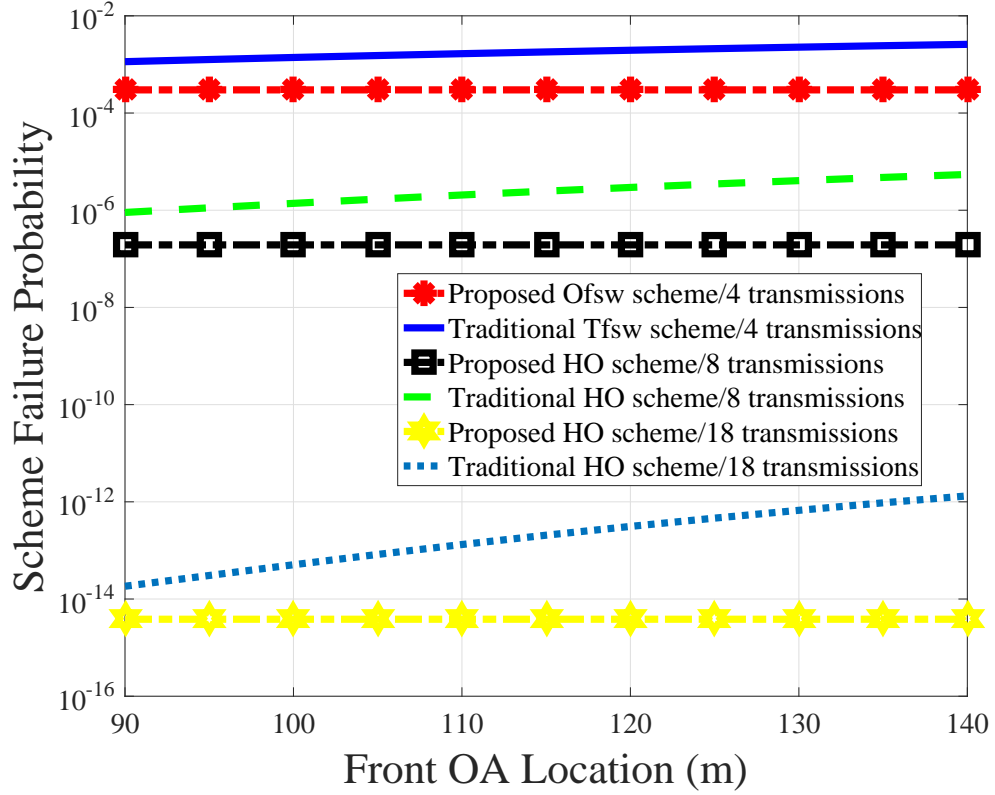 Scheme Failure Probability
10^-2
10^-4
10^-6
10^-8
10^-10
10^-12
10^-14
10^-16
Proposed Ofsw scheme/4 transmissions
Traditional Tfsw scheme/4 transmissions
Proposed HO scheme/8 transmissions
Traditional HO scheme/8 transmissions
Proposed HO scheme/18 transmissions
Traditional HO scheme/18 transmissions
90 100 110 120 130 140
Front OA Location (m)